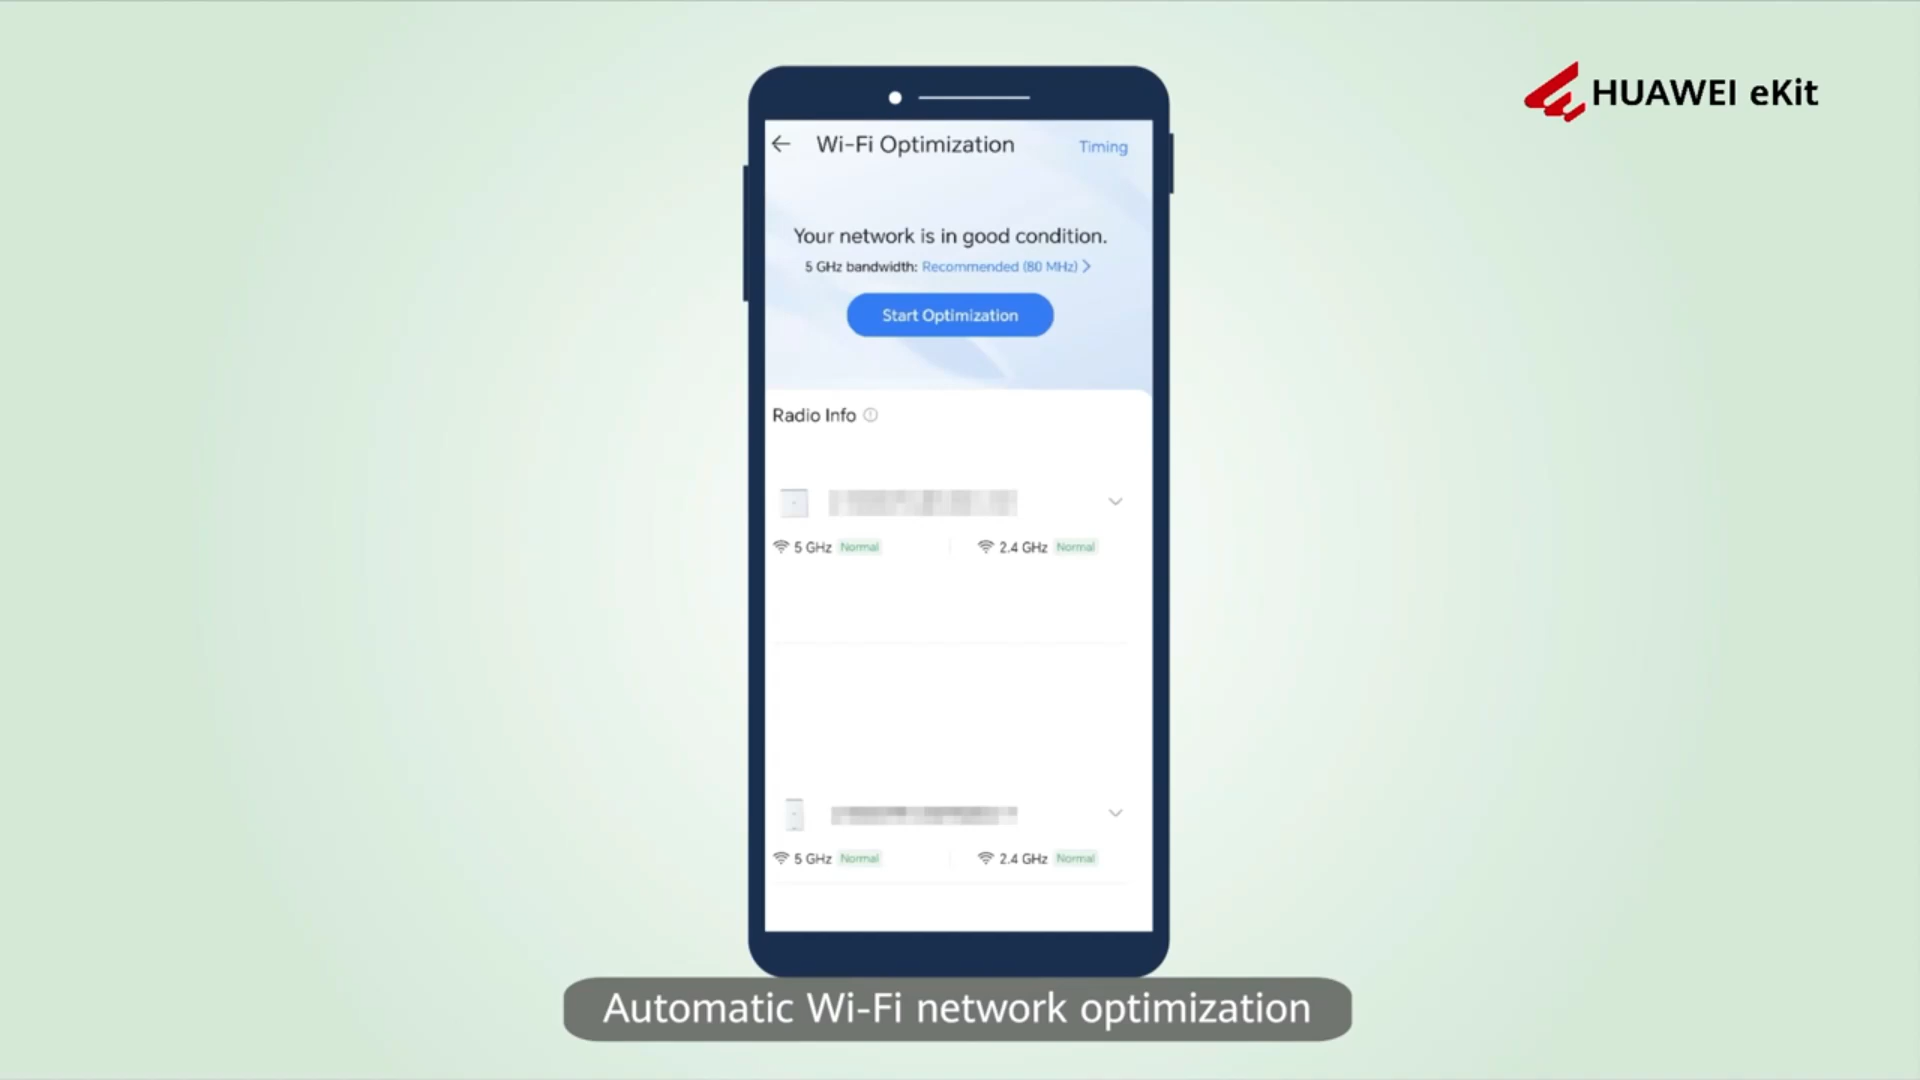 HUAWEI eKit
Wi-Fi Optimization
Timing
Your network is in good condition.
5 GHz bandwidth: Recommended (80 MHz) >
Start Optimization
Radio Info
5 GHz Normal
2.4 GHz Normal
5 GHz Normal
2.4 GHz Normal
Automatic Wi-Fi network optimization